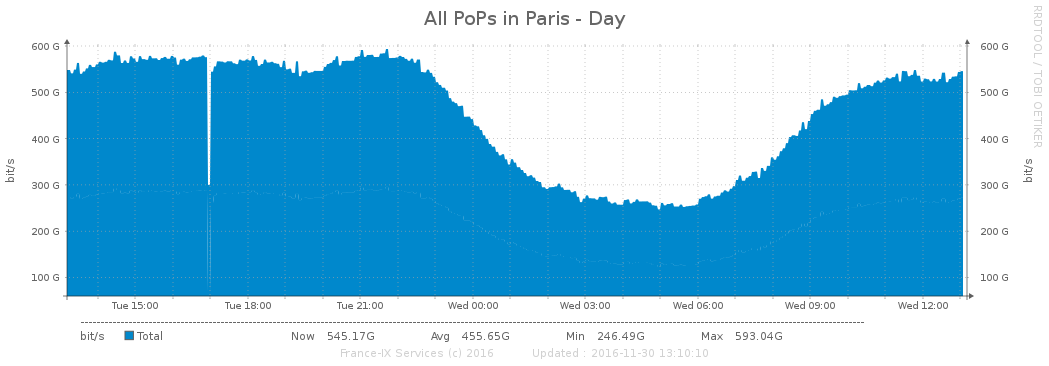 All PoPs in Paris - Day
RRDTOOL / TOBI OETIKER
600 G 600 G
500 G 500 G
400 G 400 G
300 G 300 G
200 G 200 G
100 G 100 G
bit/s bit/s
Tue 15:00 Tue 18:00 Tue 21:00 Wed 00:00 Wed 03:00 Wed 06:00 Wed 09:00 Wed 12:00
bit/s Total Now 545.17G Avg 455.65G Min 246.49G Max 593.04G
France-IX Services (c) 2016 Updated : 2016-11-30 13:10:10